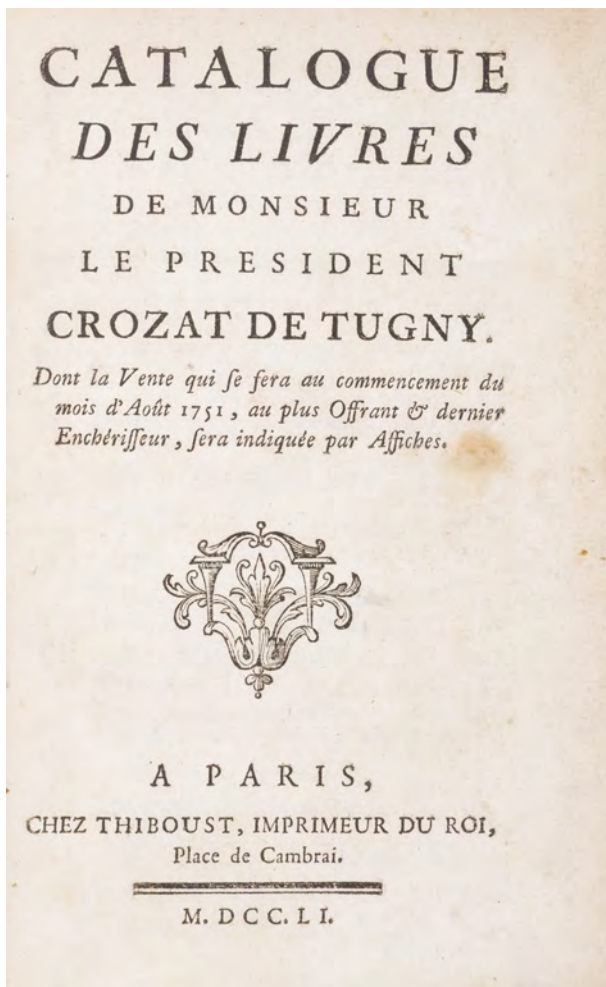 CATALOGUE
DES LIVRES
DE MONSIEUR
LE PRESIDENT
CROZAT DE TUGNY.
Dont la Vente qui ſe fera au commencement du
mois d'Août 1751, au plus Offrant & dernier
Enchériſſeur, ſera indiquée par Affiches.
A PARIS,
CHEZ THIBOUST, IMPRIMEUR DU ROI,
Place de Cambrai.
M. DCC. LI.